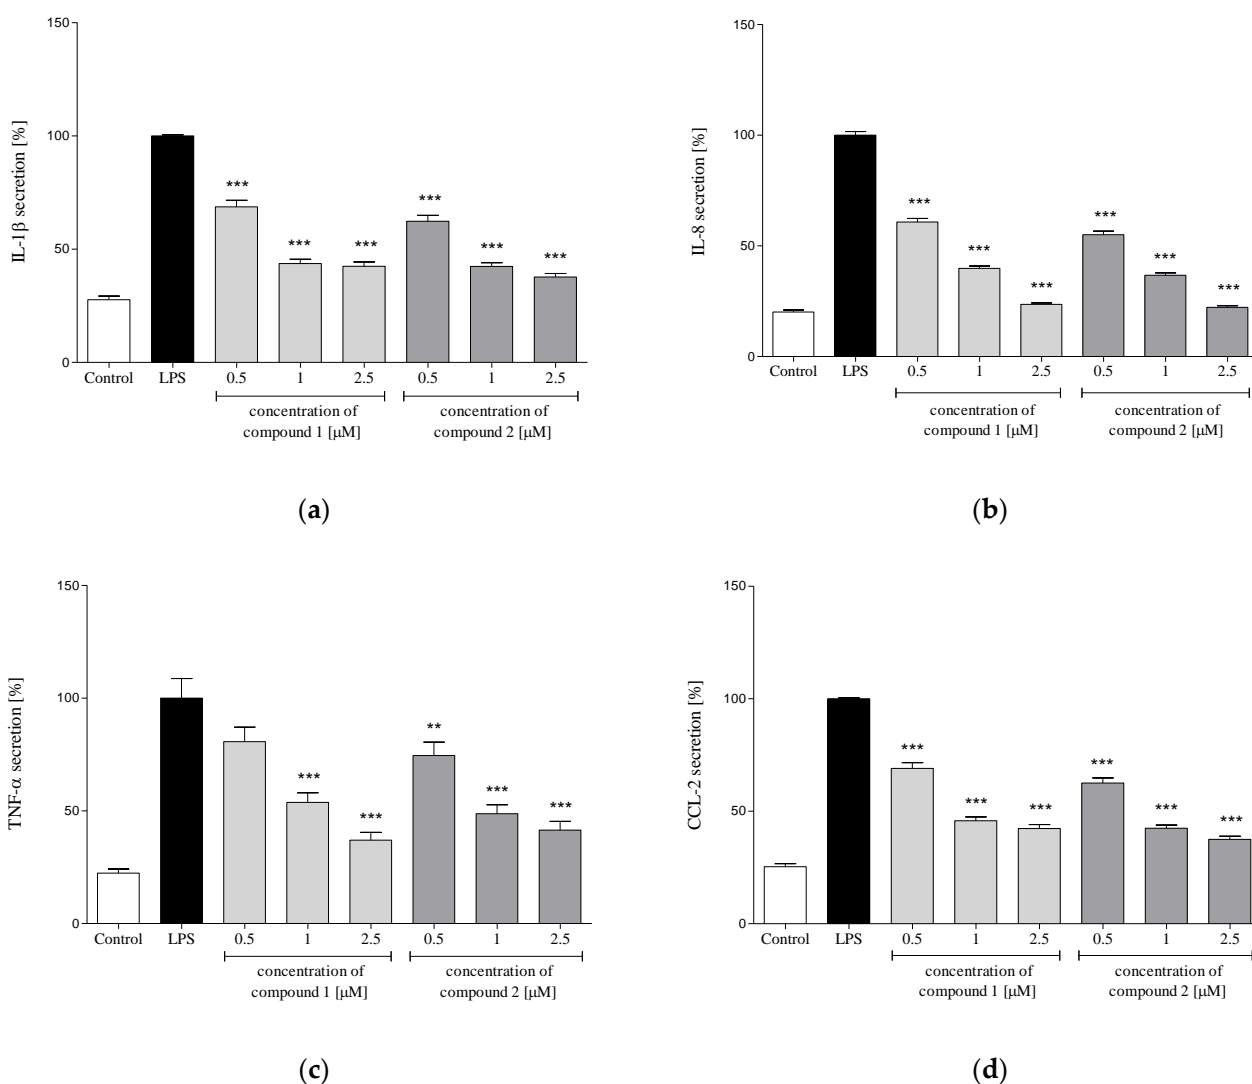 150
100
50
0
IL-1β secretion [%]
***
***
***
***
***
***
Control LPS 0.5 1 2.5 0.5 1 2.5
concentration of compound 1 [μM]
concentration of compound 2 [μM]
(a)
150
100
50
0
IL-8 secretion [%]
***
***
***
***
***
***
Control LPS 0.5 1 2.5 0.5 1 2.5
concentration of
compound 1 [μM]
concentration of
compound 2 [μM]
(b)
150
100
50
0
TNF-α secretion [%]
***
***
**
***
***
Control LPS 0.5 1 2.5 0.5 1 2.5
concentration of
compound 1 [μM]
concentration of
compound 2 [μM]
(c)
150
100
50
0
CCL-2 secretion [%]
***
***
***
***
***
***
Control LPS 0.5 1 2.5 0.5 1 2.5
concentration of
compound 1 [μM]
concentration of
compound 2 [μM]
(d)